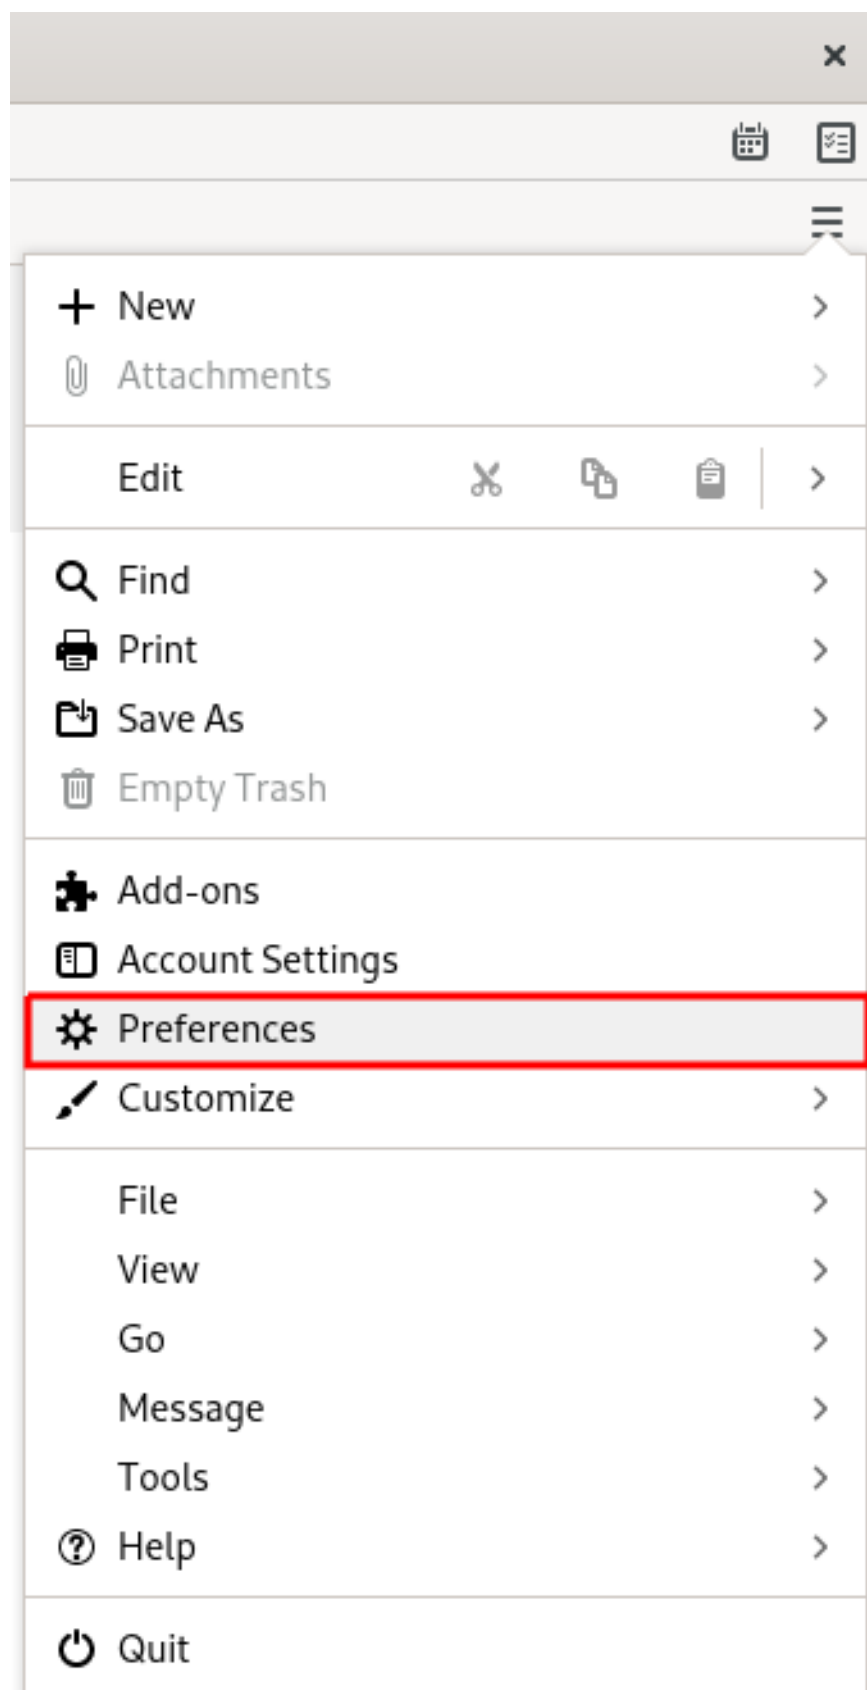 New
Attachments
Edit
Find
Print
Save As
Empty Trash
Add-ons
Account Settings
Preferences
Customize
File
View
Go
Message
Tools
Help
Quit